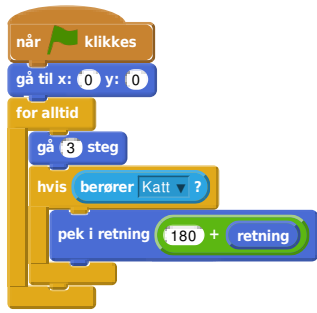 når klikkes
gå til x: 0 y: 0
for alltid
gå 3 steg
hvis berører Katt ?
pek i retning 180 + retning